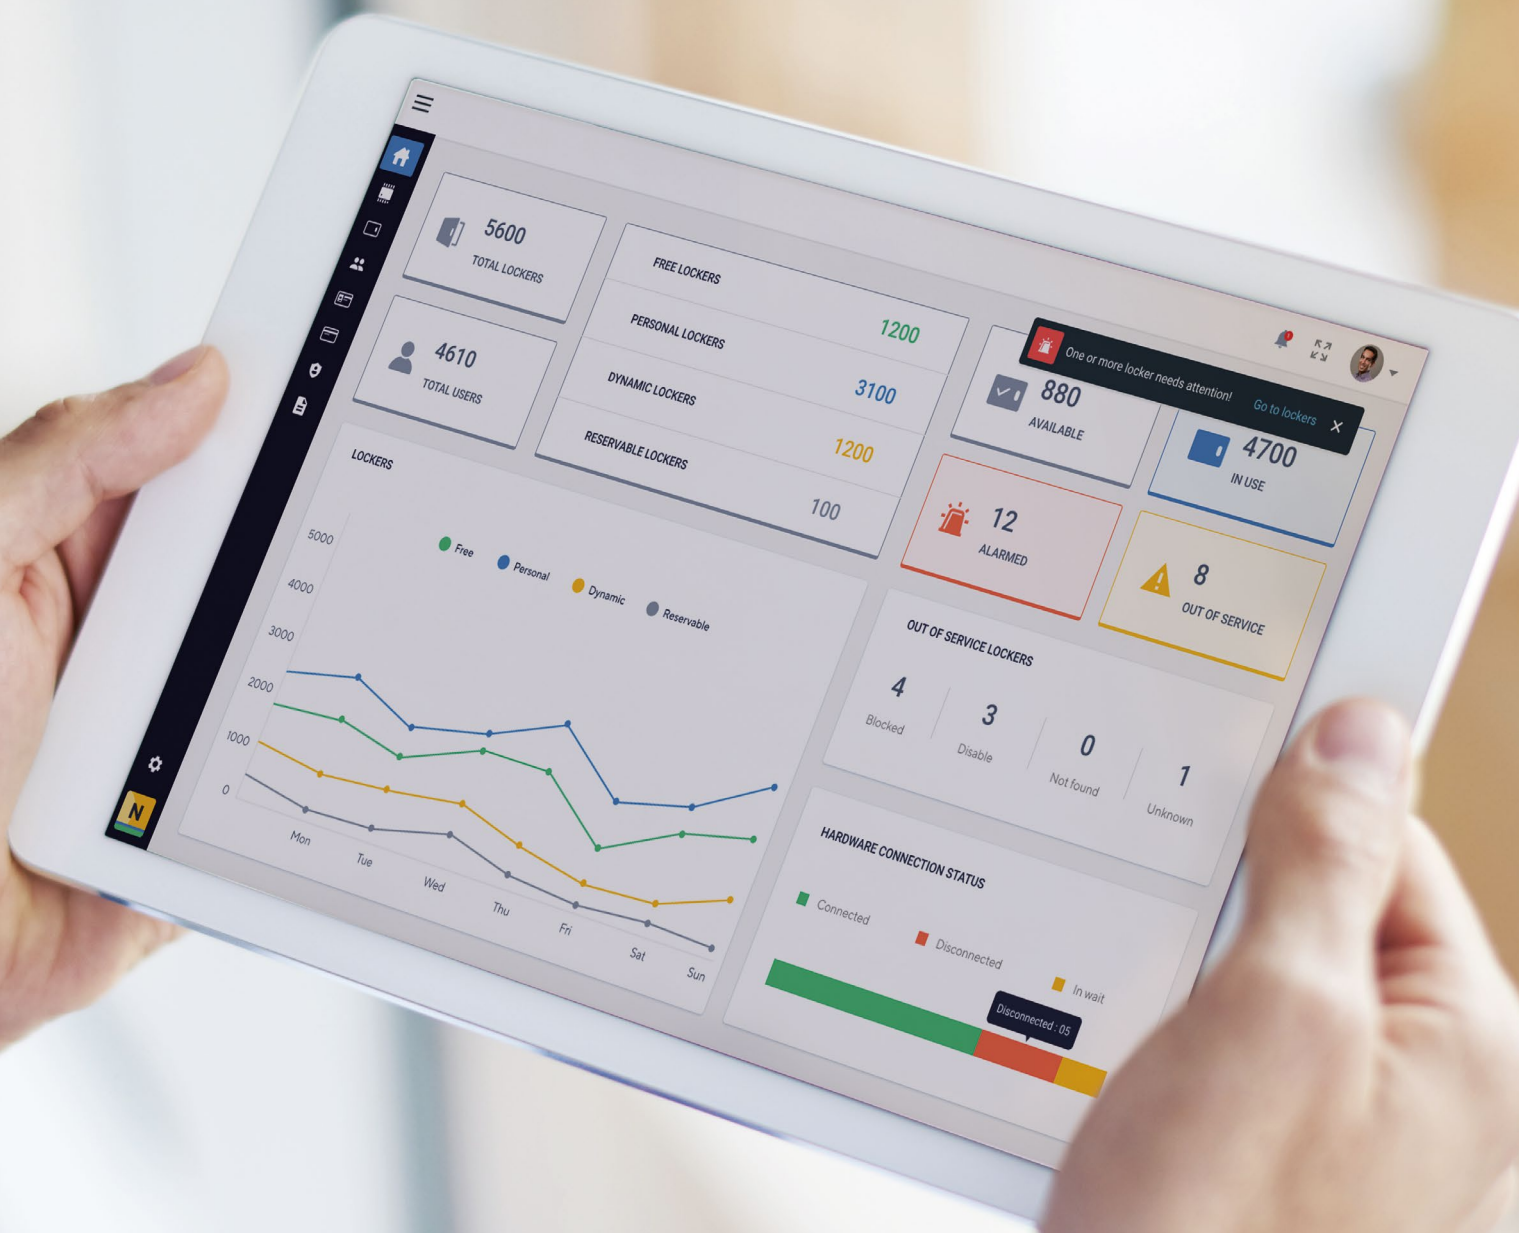 5600
TOTAL LOCKERS
4610
TOTAL USERS
FREE LOCKERS
1200
PERSONAL LOCKERS
3100
DYNAMIC LOCKERS
1200
RESERVABLE LOCKERS
100
One or more locker needs attention! Go to lockers
880
AVAILABLE
4700
IN USE
12
ALARMED
8
OUT OF SERVICE
LOCKERS
Free Personal Dynamic Reservable
5000
4000
3000
2000
1000
0
Mon Tue Wed Thu Fri Sat Sun
OUT OF SERVICE LOCKERS
4
Blocked
3
Disable
0
Not found
1
Unknown
HARDWARE CONNECTION STATUS
Connected Disconnected In wait
Disconnected : 05
N